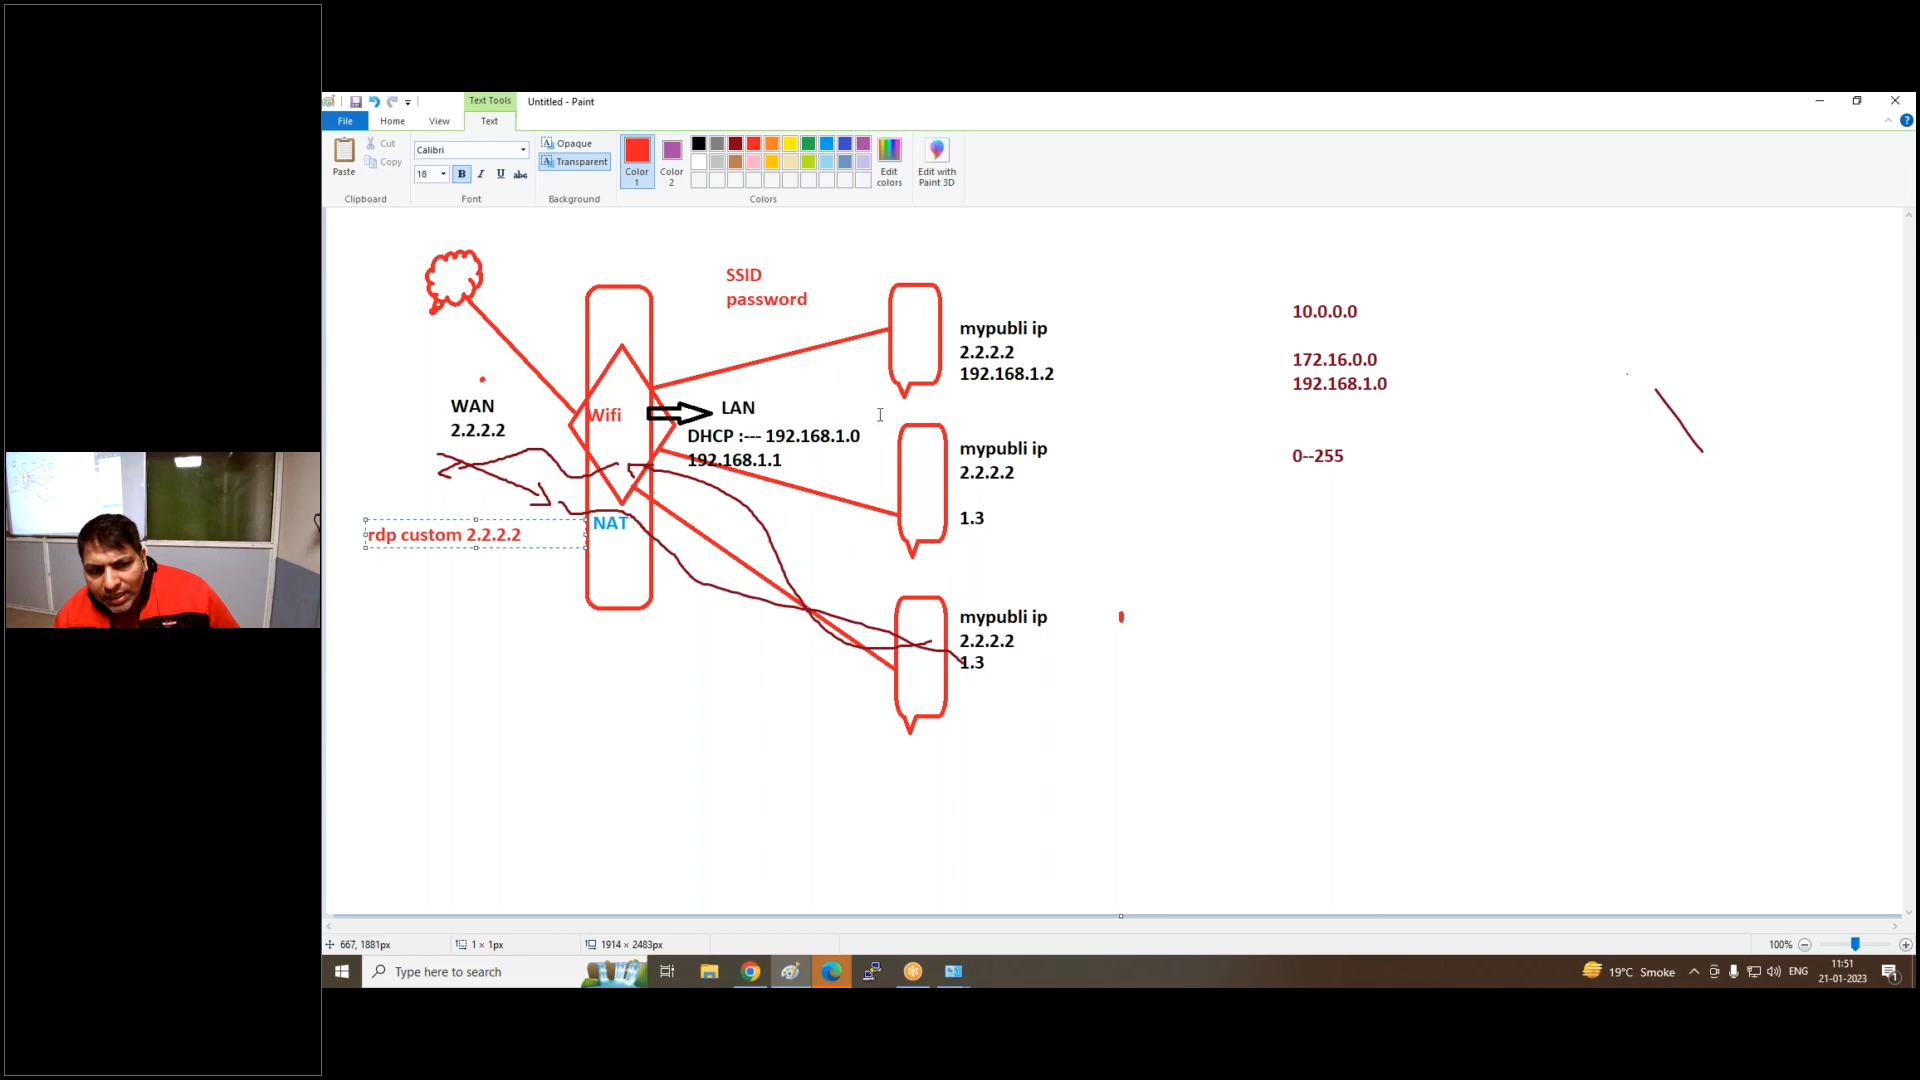 Text Tools
Untitled - Paint
File
Home
View
Text
Paste
Cut
Copy
Clipboard
Calibri
18
B
I
U
abc
Font
Opaque
Transparent
Background
Color
1
Color
2
Edit
colors
Colors
Edit with
Paint 3D
SSID
password
mypubli ip
2.2.2.2
192.168.1.2
10.0.0.0
172.16.0.0
192.168.1.0
0--255
WAN
2.2.2.2
Wifi
LAN
DHCP :--- 192.168.1.0
192.168.1.1
mypubli ip
2.2.2.2
1.3
NAT
rdp custom 2.2.2.2
mypubli ip
2.2.2.2
1.3
667, 1881px
1 × 1px
1914 × 2483px
100%
Type here to search
19°C Smoke
ENG
11:51
21-01-2023
1